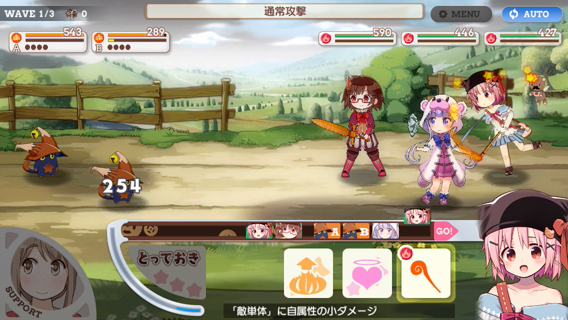 WAVE 1/3
0
通常攻撃
MENU
AUTO
543
A
289
B
590
446
427
254
A
B
GO!
SUPPORT
とっておき
「敵単体」に自属性の小ダメージ